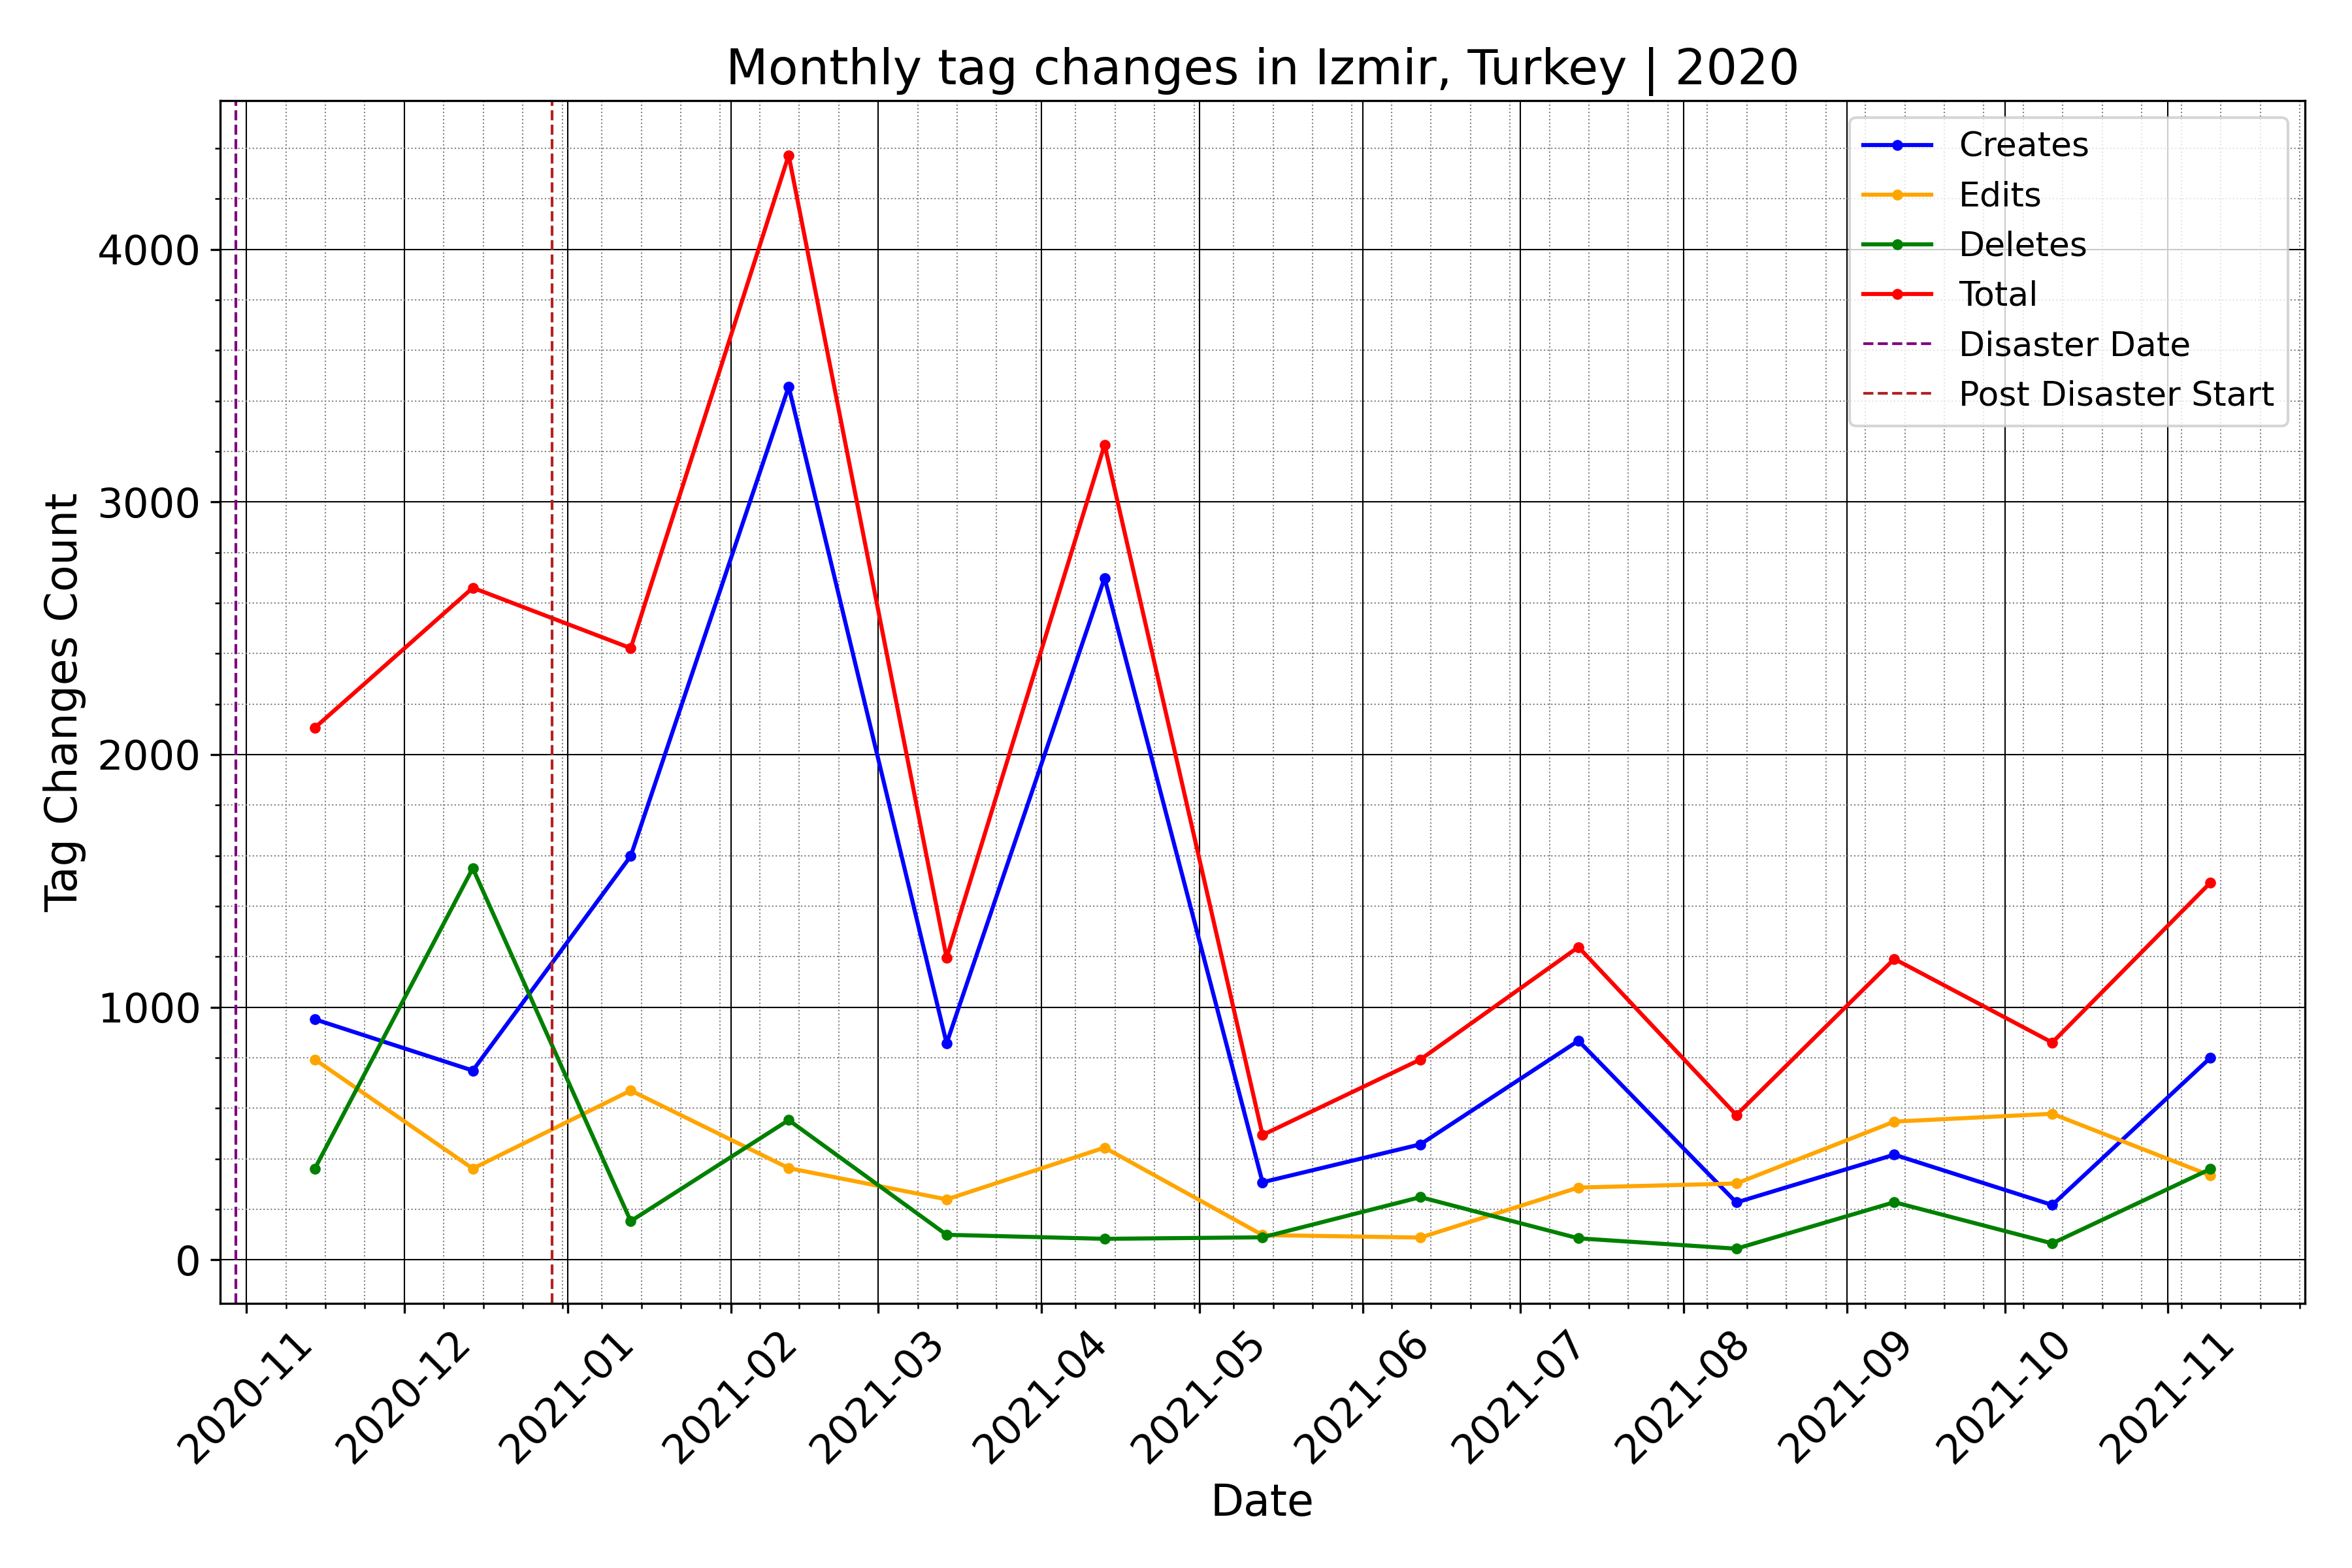 Monthly tag changes in Izmir, Turkey | 2020
Tag Changes Count
4000
3000
2000
1000
0
Creates
Edits
Deletes
Total
Disaster Date
Post Disaster Start
2020-11
2020-12
2021-01
2021-02
2021-03
2021-04
2021-05
2021-06
2021-07
2021-08
2021-09
2021-10
2021-11
Date